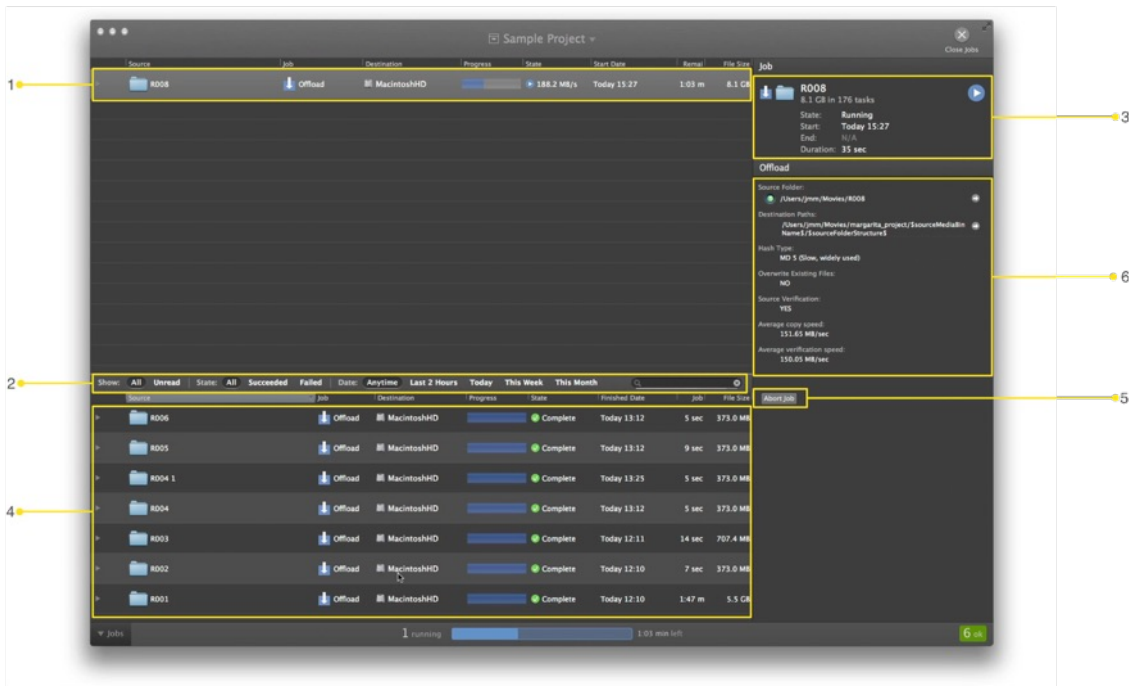 Sample Project
Close Jobs
Source Job Destination Progress State Start Date Remai File Size
R008 Offload MacintoshHD 188.2 MB/s Today 15:27 1:03 m 8.1 GB
1
Job
R008
8.1 GB in 176 tasks
State: Running
Start: Today 15:27
End: N/A
Duration: 35 sec
3
Offload
Source Folder:
/Users/jmm/Movies/R008
Destination Paths:
/Users/jmm/Movies/margarita_project/$sourceMediaBin
Name$/$sourceFolderStructure$
Hash Type:
MD 5 (Slow, widely used)
Overwrite Existing Files:
NO
Source Verification:
YES
Average copy speed:
151.65 MB/sec
Average verification speed:
150.05 MB/sec
6
2
Show: All Unread State: All Succeeded Failed Date: Anytime Last 2 Hours Today This Week This Month
Abort Job
5
Source Job Destination Progress State Finished Date Job File Size
R006 Offload MacintoshHD Complete Today 13:12 5 sec 373.0 MB
R005 Offload MacintoshHD Complete Today 13:12 9 sec 373.0 MB
R004 1 Offload MacintoshHD Complete Today 13:25 5 sec 373.0 MB
R004 Offload MacintoshHD Complete Today 13:12 5 sec 373.0 MB
4
R003 Offload MacintoshHD Complete Today 12:11 14 sec 707.4 MB
R002 Offload MacintoshHD Complete Today 12:10 7 sec 373.0 MB
R001 Offload MacintoshHD Complete Today 12:10 1:47 m 5.5 GB
Jobs 1 running 1:03 min left 6 ok